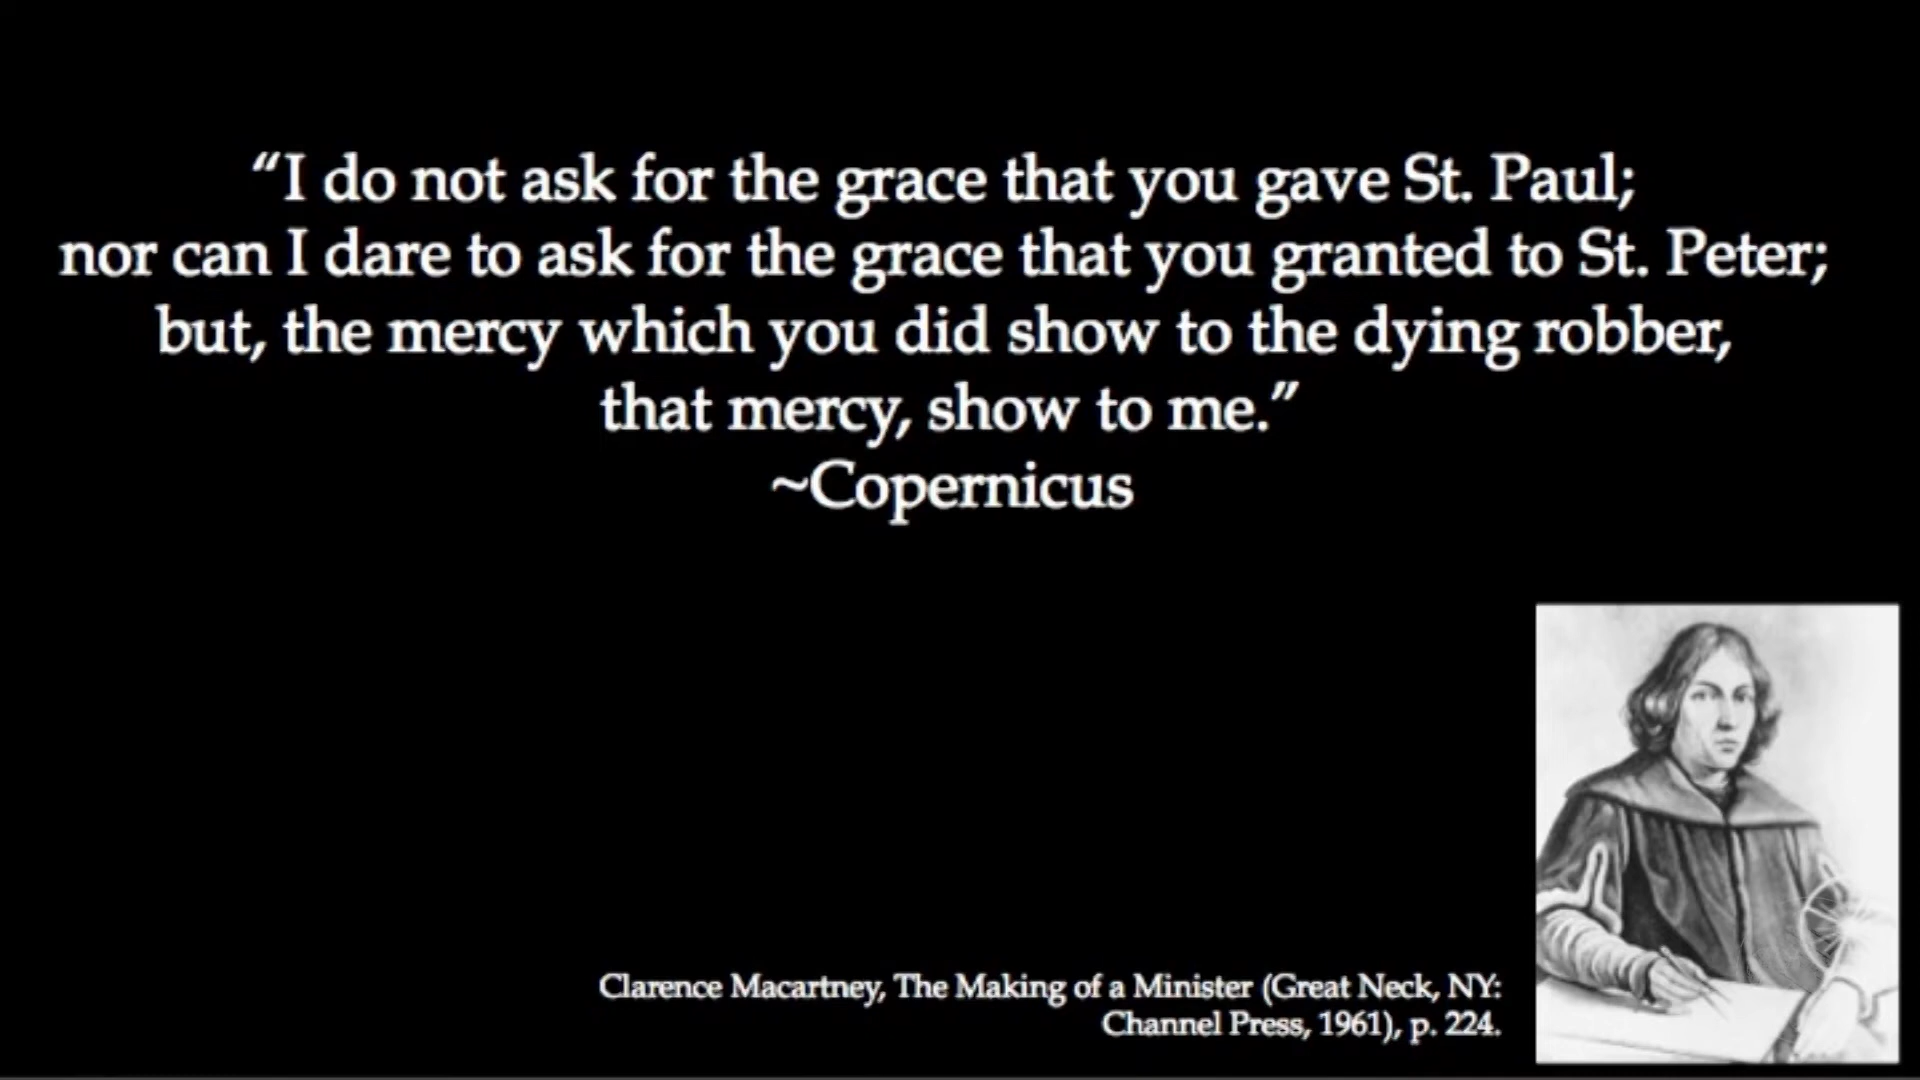 “I do not ask for the grace that you gave St. Paul;
nor can I dare to ask for the grace that you granted to St. Peter;
but, the mercy which you did show to the dying robber,
that mercy, show to me.”
~Copernicus
Clarence Macartney, The Making of a Minister (Great Neck, NY:
Channel Press, 1961), p. 224.